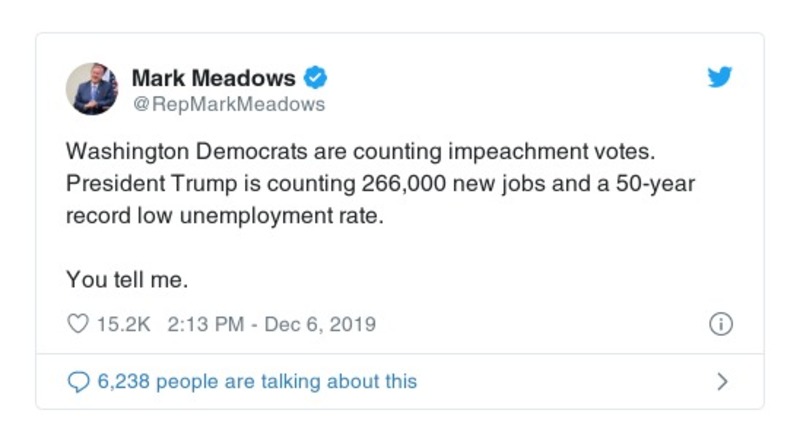 Mark Meadows
@RepMarkMeadows
Washington Democrats are counting impeachment votes.
President Trump is counting 266,000 new jobs and a 50-year
record low unemployment rate.
You tell me.
15.2K 2:13 PM - Dec 6, 2019
6,238 people are talking about this